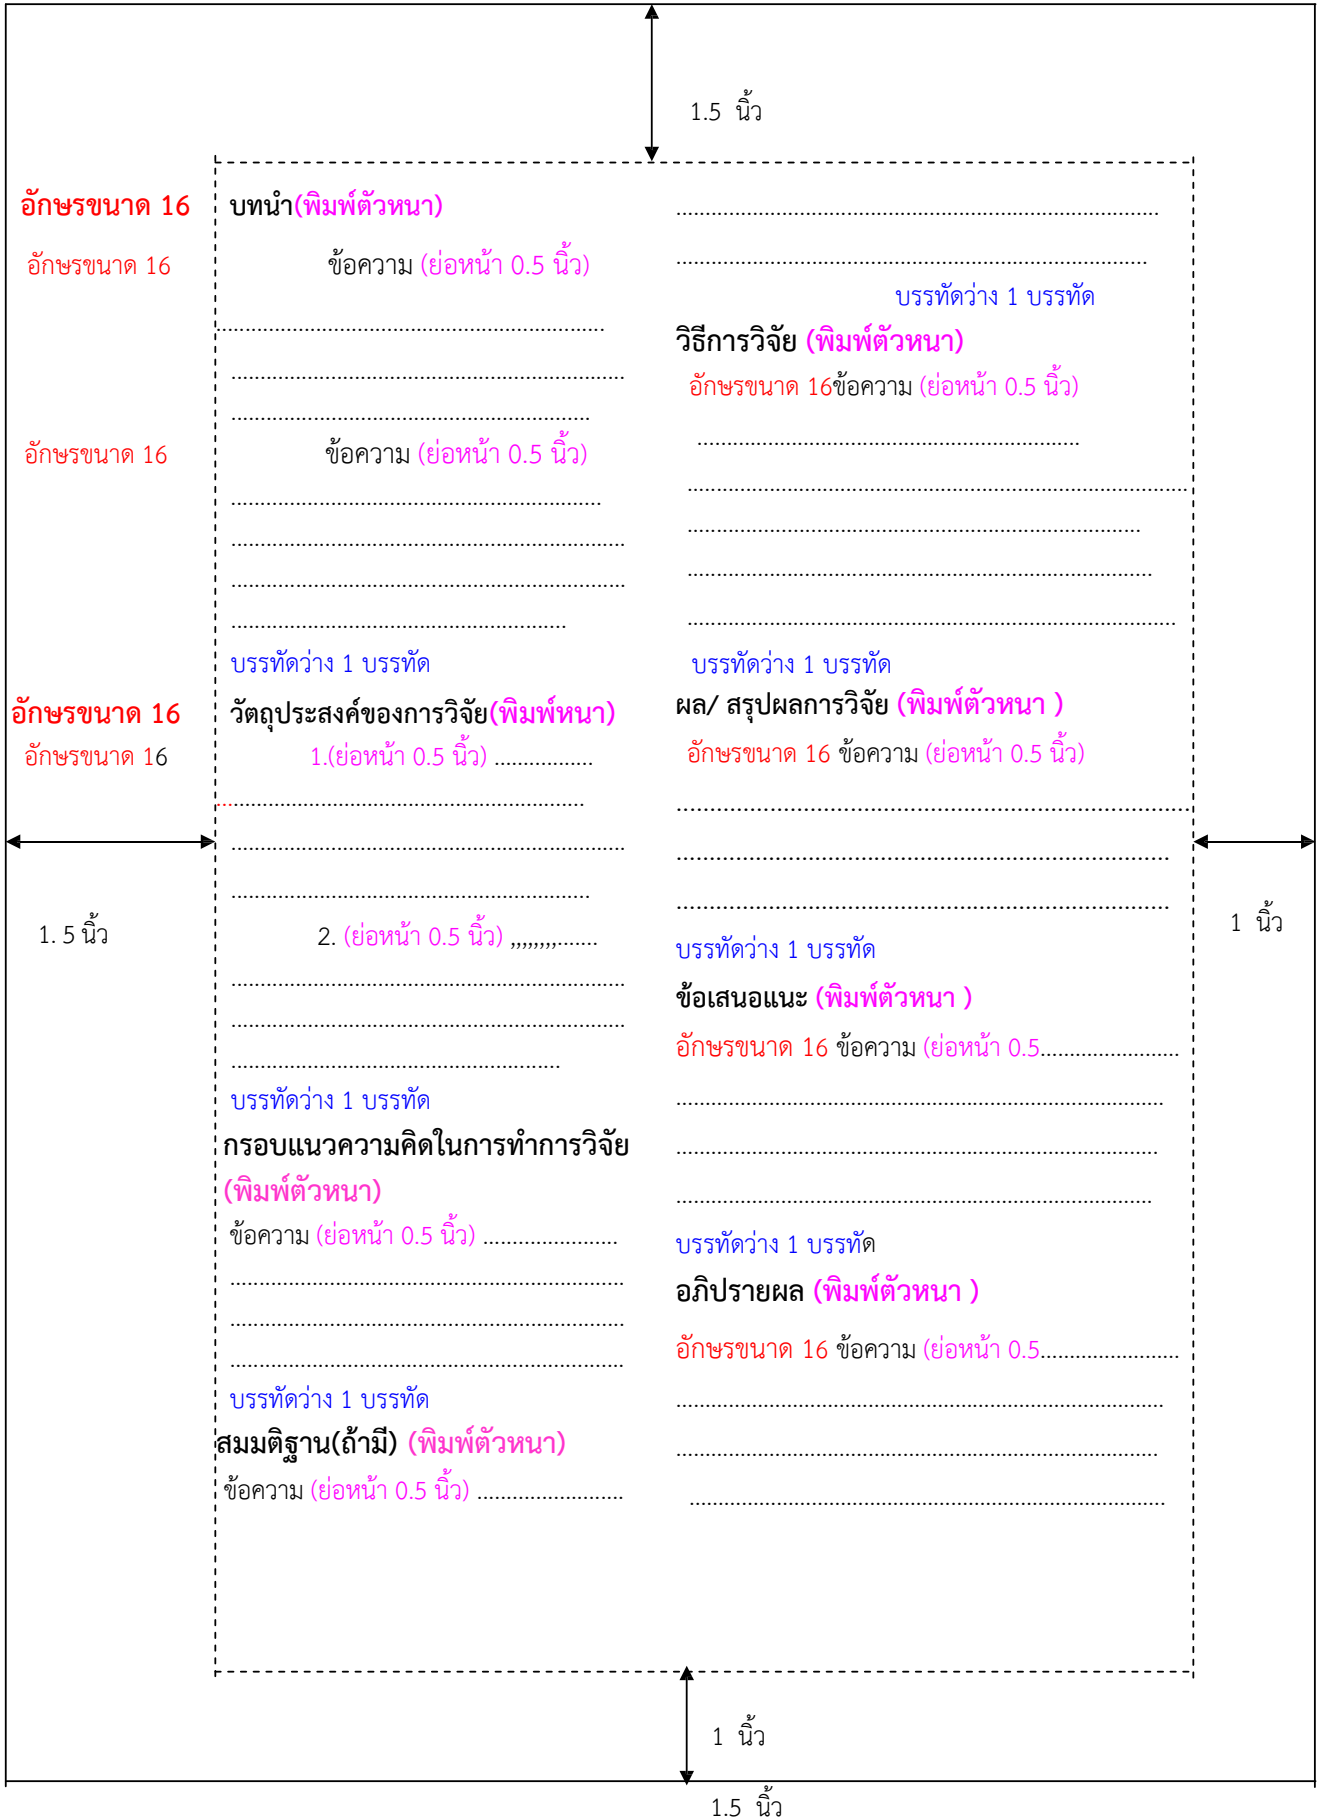 1.5 นิ้ว
อักษรขนาด 16 บทนำ(พิมพ์ตัวหนา)
อักษรขนาด 16 ข้อความ (ย่อหน้า 0.5 นิ้ว)
.................................................................
.................................................................
.............................................................
อักษรขนาด 16 ข้อความ (ย่อหน้า 0.5 นิ้ว)
...............................................................
...................................................................
...................................................................
.........................................................
บรรทัดว่าง 1 บรรทัด
อักษรขนาด 16 วัตถุประสงค์ของการวิจัย(พิมพ์หนา)
อักษรขนาด 16 1.(ย่อหน้า 0.5 นิ้ว) .................
...............................................................
...................................................................
.............................................................
1. 5 นิ้ว
2. (ย่อหน้า 0.5 นิ้ว) ,,,,,,,,.......
...................................................................
...................................................................
........................................................
บรรทัดว่าง 1 บรรทัด
กรอบแนวความคิดในการทำการวิจัย
(พิมพ์ตัวหนา)
ข้อความ (ย่อหน้า 0.5 นิ้ว) .......................
...................................................................
...................................................................
...................................................................
บรรทัดว่าง 1 บรรทัด
สมมติฐาน(ถ้ามี) (พิมพ์ตัวหนา)
ข้อความ (ย่อหน้า 0.5 นิ้ว) .........................
..................................................................................
................................................................................
บรรทัดว่าง 1 บรรทัด
วิธีการวิจัย (พิมพ์ตัวหนา)
อักษรขนาด 16ข้อความ (ย่อหน้า 0.5 นิ้ว)
.................................................................
.....................................................................................
.............................................................................
...............................................................................
...................................................................................
บรรทัดว่าง 1 บรรทัด
ผล/ สรุปผลการวิจัย (พิมพ์ตัวหนา )
อักษรขนาด 16 ข้อความ (ย่อหน้า 0.5 นิ้ว)
.........................................................................
......................................................................
......................................................................
1 นิ้ว
บรรทัดว่าง 1 บรรทัด
ข้อเสนอแนะ (พิมพ์ตัวหนา )
อักษรขนาด 16 ข้อความ (ย่อหน้า 0.5........................
...................................................................................
..................................................................................
.................................................................................
บรรทัดว่าง 1 บรรทัด
อภิปรายผล (พิมพ์ตัวหนา )
อักษรขนาด 16 ข้อความ (ย่อหน้า 0.5........................
...................................................................................
..................................................................................
.................................................................................
1 นิ้ว
1.5 นิ้ว